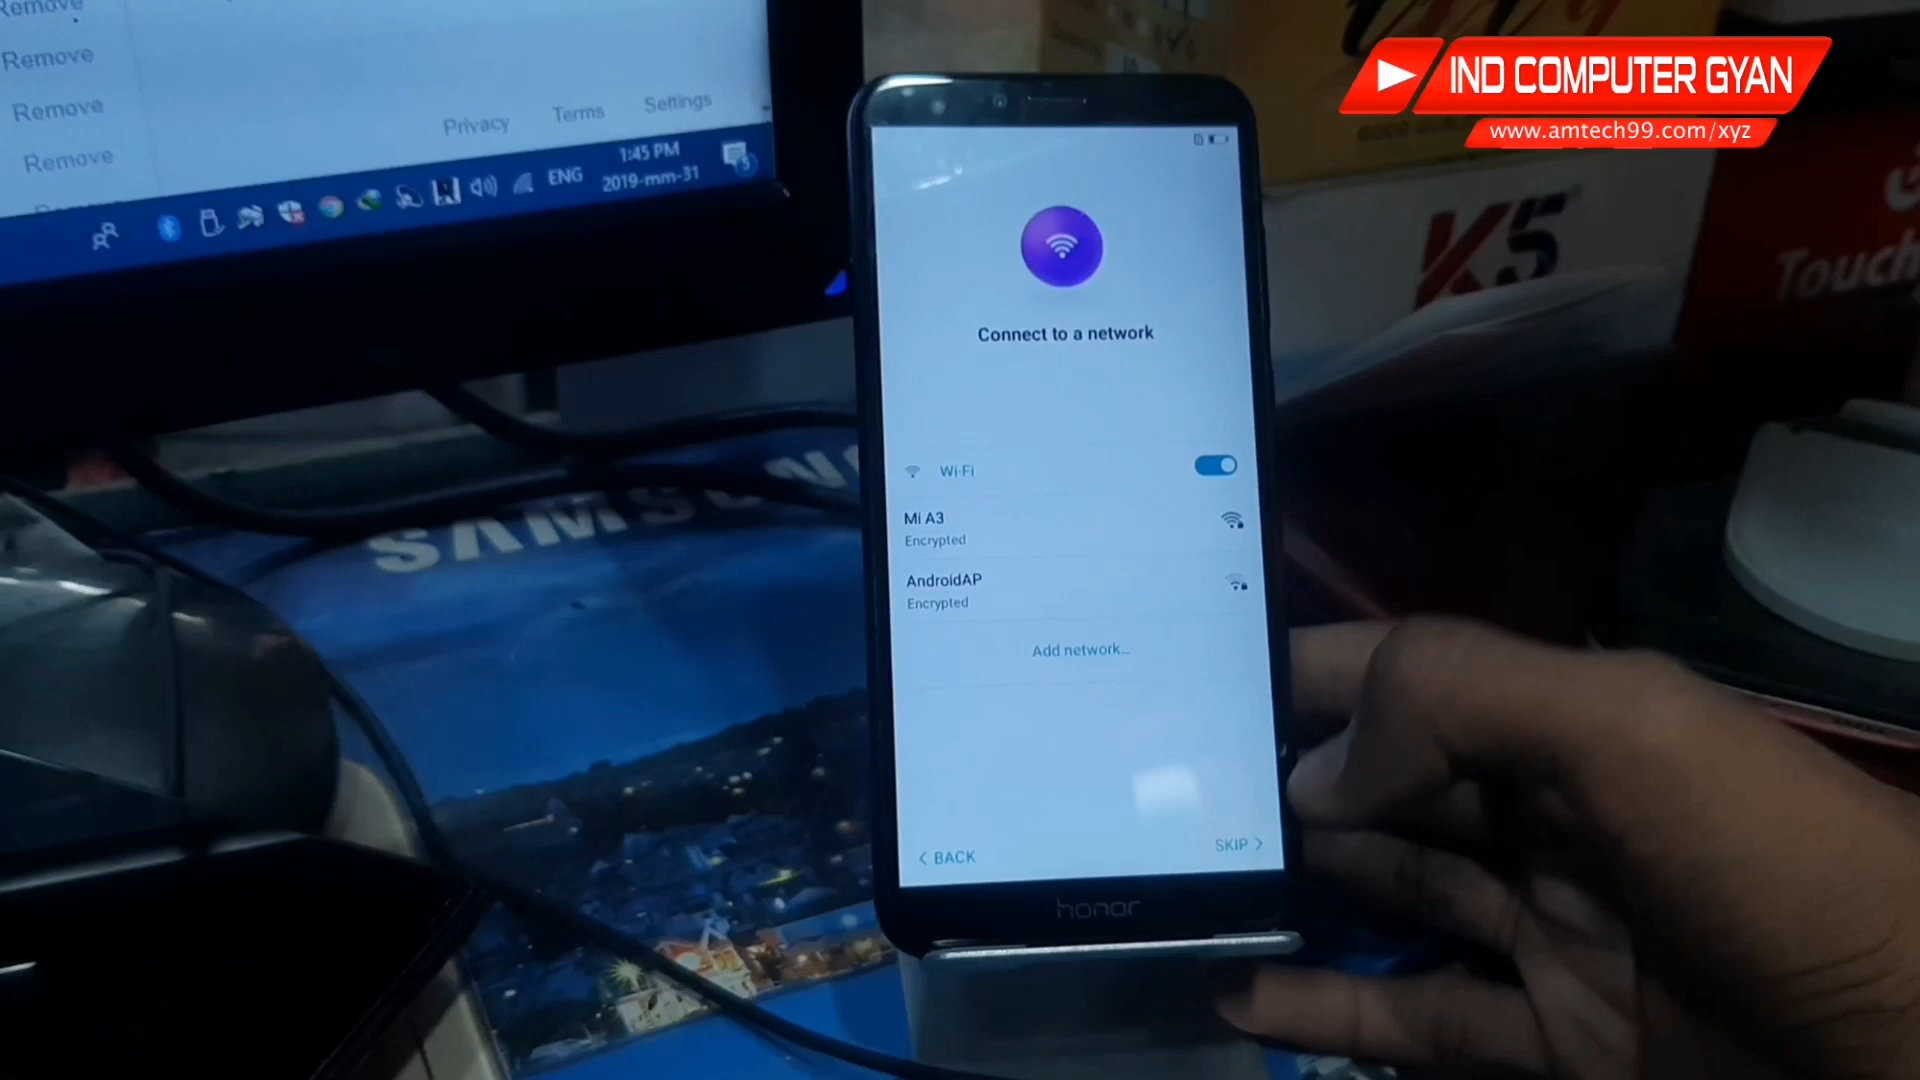 Remove
Remove
Remove
Remove
Privacy Terms Settings
ENG
1:45 PM
2019-mm-31
5
IND COMPUTER GYAN
www.amtech99.com/xyz
K5
Touch
SAMSUNG
Connect to a network
Wi-Fi
Mi A3
Encrypted
AndroidAP
Encrypted
Add network...
< BACK
SKIP >
honor